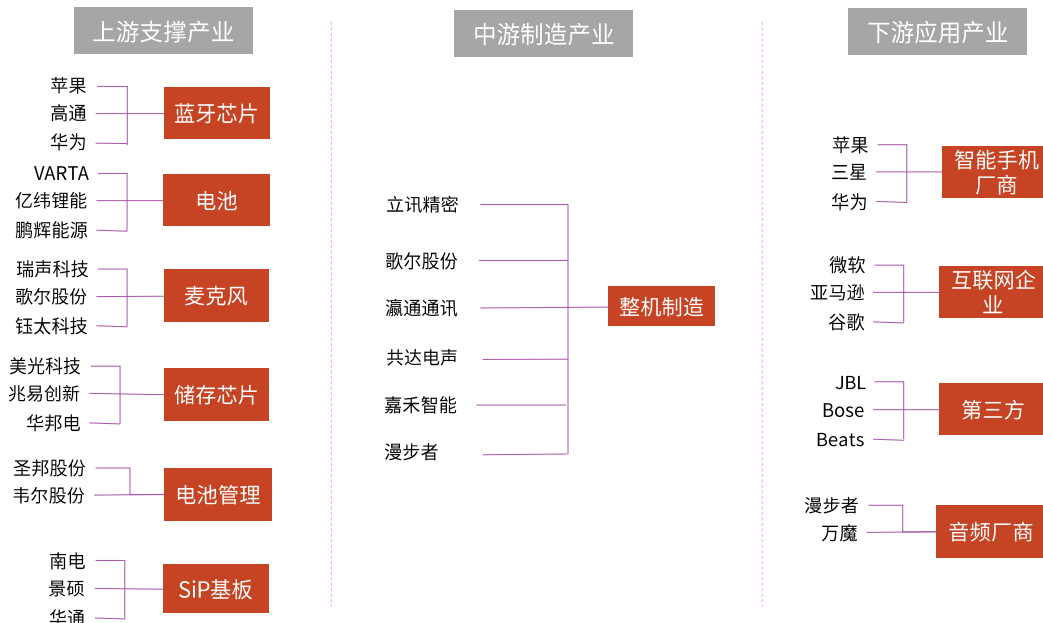 上游支撑产业
苹果
高通
华为
蓝牙芯片
VARTA
亿纬锂能
鹏辉能源
电池
瑞声科技
歌尔股份
钰太科技
麦克风
美光科技
兆易创新
华邦电
储存芯片
圣邦股份
韦尔股份
电池管理
南电
景硕
华通
SiP基板
中游制造产业
立讯精密
歌尔股份
瀛通通讯
共达电声
嘉禾智能
漫步者
整机制造
下游应用产业
苹果
三星
华为
智能手机
厂商
微软
亚马逊
谷歌
互联网企
业
JBL
Bose
Beats
第三方
漫步者
万魔
音频厂商